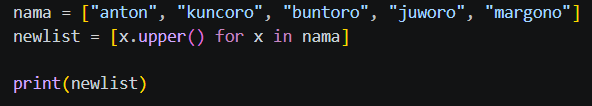 nama = ["anton", "kuncoro", "buntoro", "juworo", "margono"]
newlist = [x.upper() for x in nama]
print(newlist)